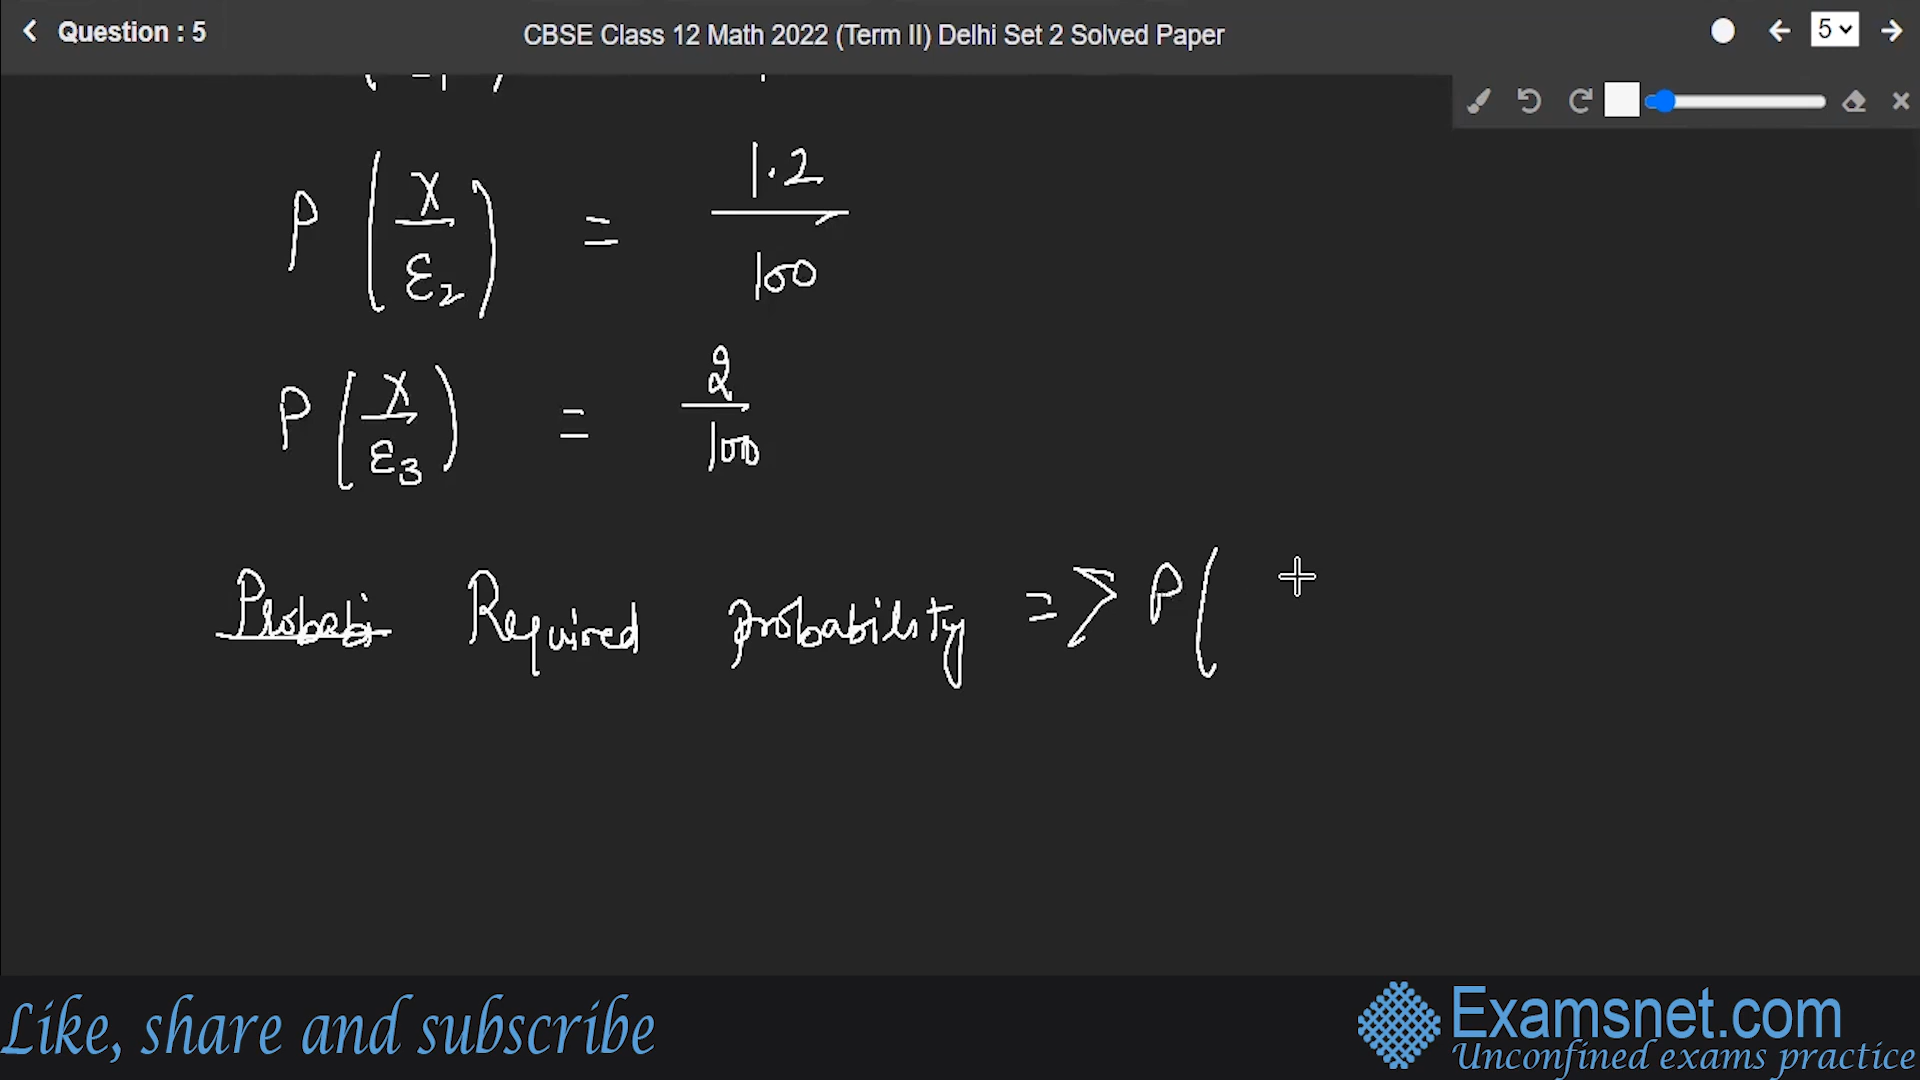 Question : 5
CBSE Class 12 Math 2022 (Term II) Delhi Set 2 Solved Paper
5
P(X/E2) = 1.2/100
P(X/E3) = 2/100
Probabi Required probability => P(
Like, share and subscribe
Examsnet.com
Unconfined exams practice